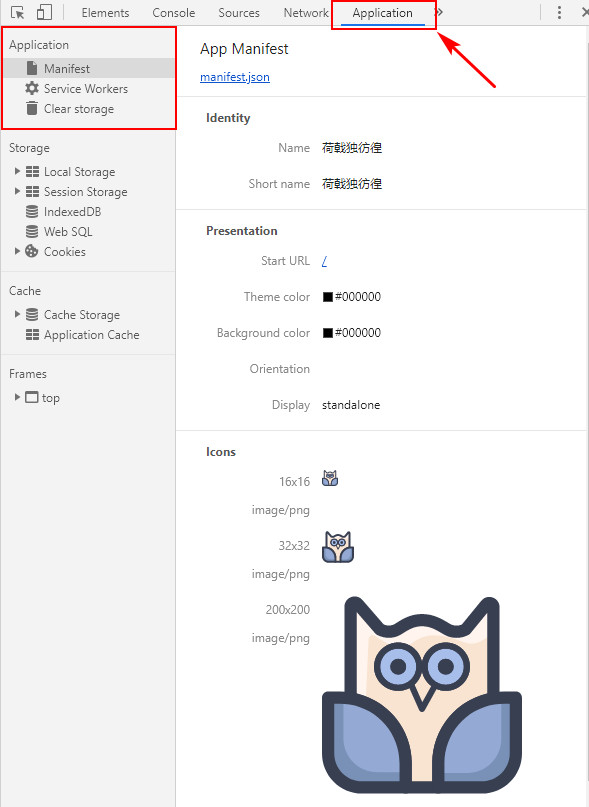 Elements Console Sources Network Application »
Application
Manifest
Service Workers
Clear storage
Storage
Local Storage
Session Storage
IndexedDB
Web SQL
Cookies
Cache
Cache Storage
Application Cache
Frames
top
App Manifest
manifest.json
Identity
Name 荷戟独彷徨
Short name 荷戟独彷徨
Presentation
Start URL /
Theme color #000000
Background color #000000
Orientation
Display standalone
Icons
16x16
image/png
32x32
image/png
200x200
image/png